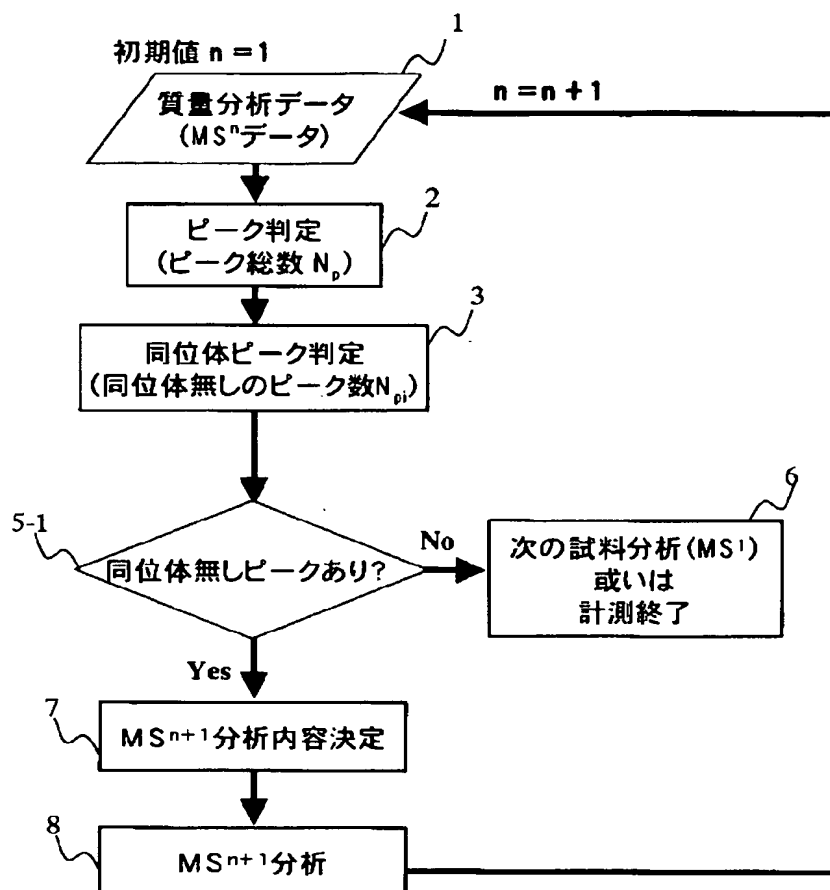 初期値 n=1
1
質量分析データ
(MSⁿデータ)
n=n+1
2
ピーク判定
(ピーク総数 Nₚ)
3
同位体ピーク判定
(同位体無しのピーク数Nₚᵢ)
5-1
同位体無しピークあり?
No
6
次の試料分析(MS¹)
或いは
計測終了
Yes
7
MSⁿ⁺¹分析内容決定
8
MSⁿ⁺¹分析